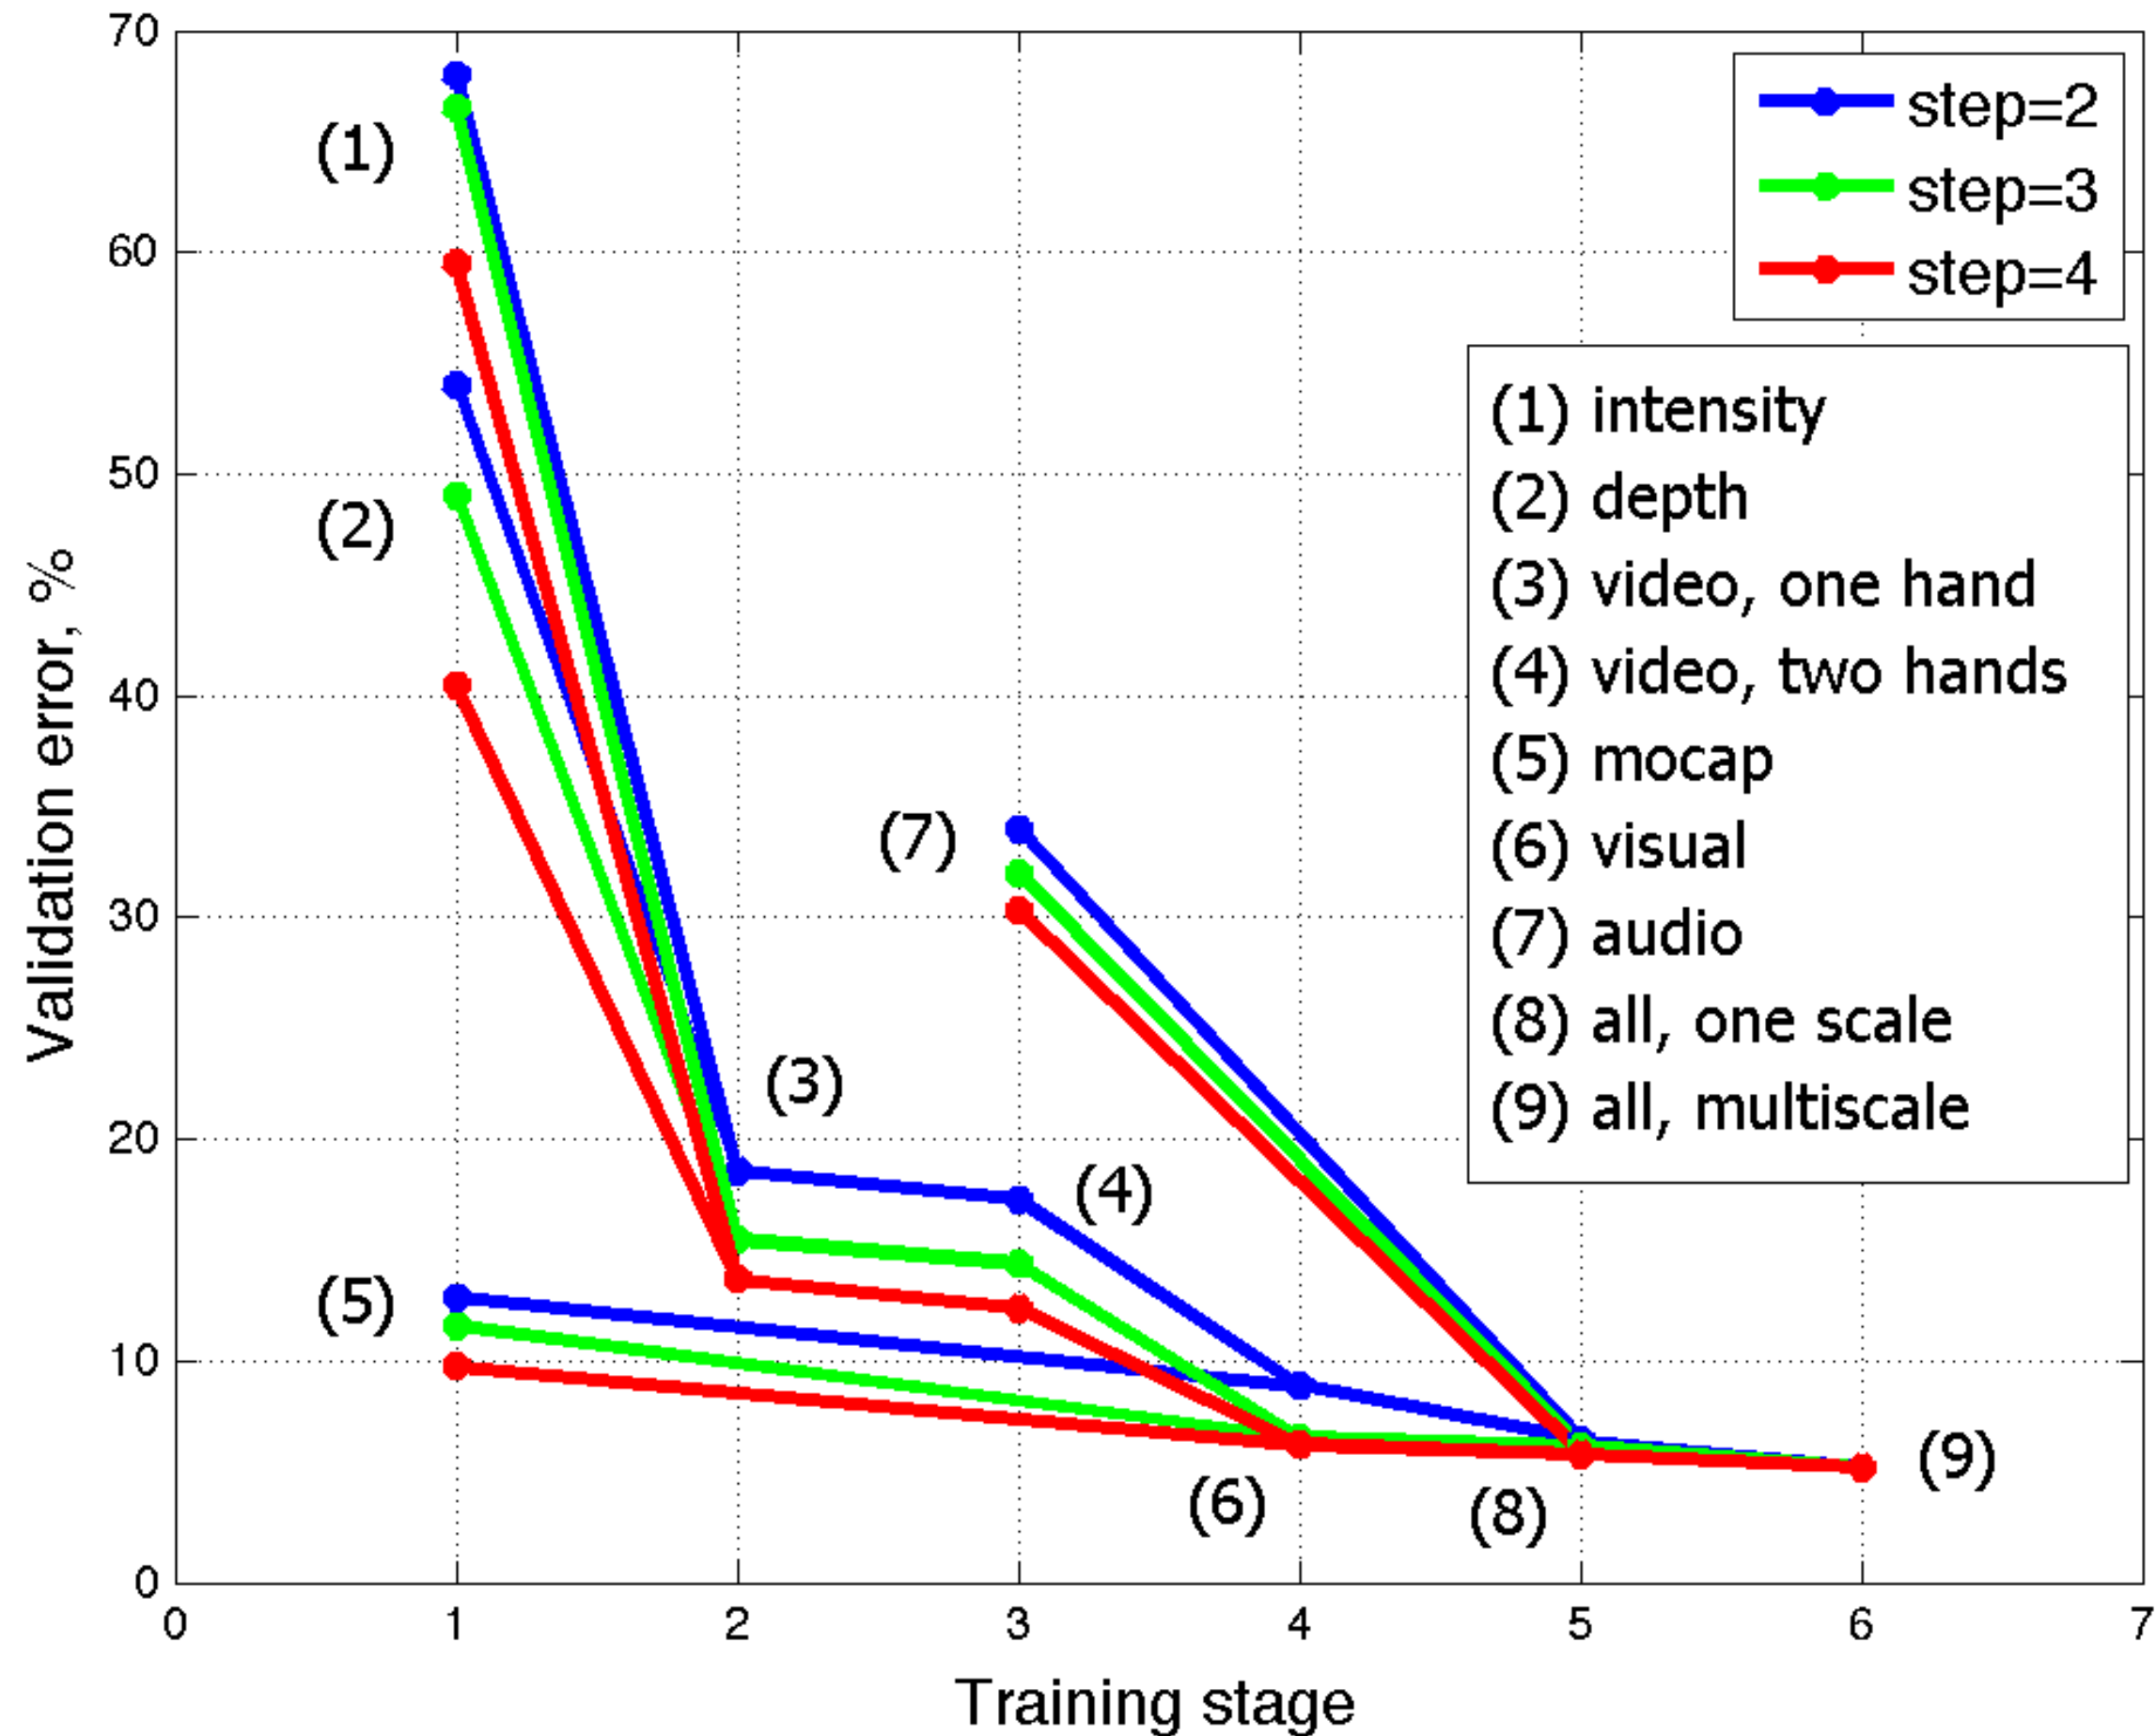 70
60
50
40
30
20
10
0
0 1 2 3 4 5 6 7
Validation error, %
Training stage
step=2
step=3
step=4
(1) intensity
(2) depth
(3) video, one hand
(4) video, two hands
(5) mocap
(6) visual
(7) audio
(8) all, one scale
(9) all, multiscale
(1)
(2)
(7)
(3)
(4)
(5)
(6)
(8)
(9)